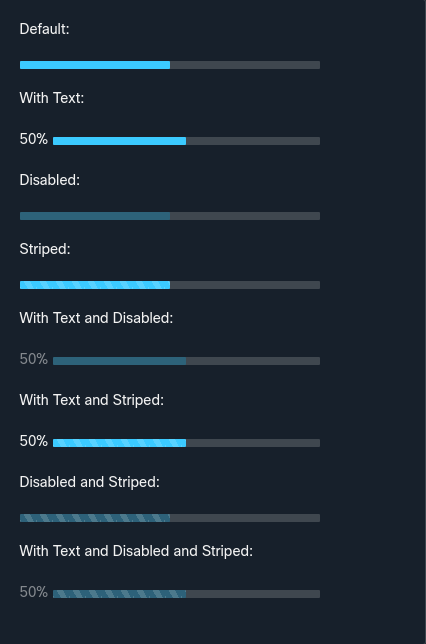 Default:
With Text:
50%
Disabled:
Striped:
With Text and Disabled:
50%
With Text and Striped:
50%
Disabled and Striped:
With Text and Disabled and Striped:
50%